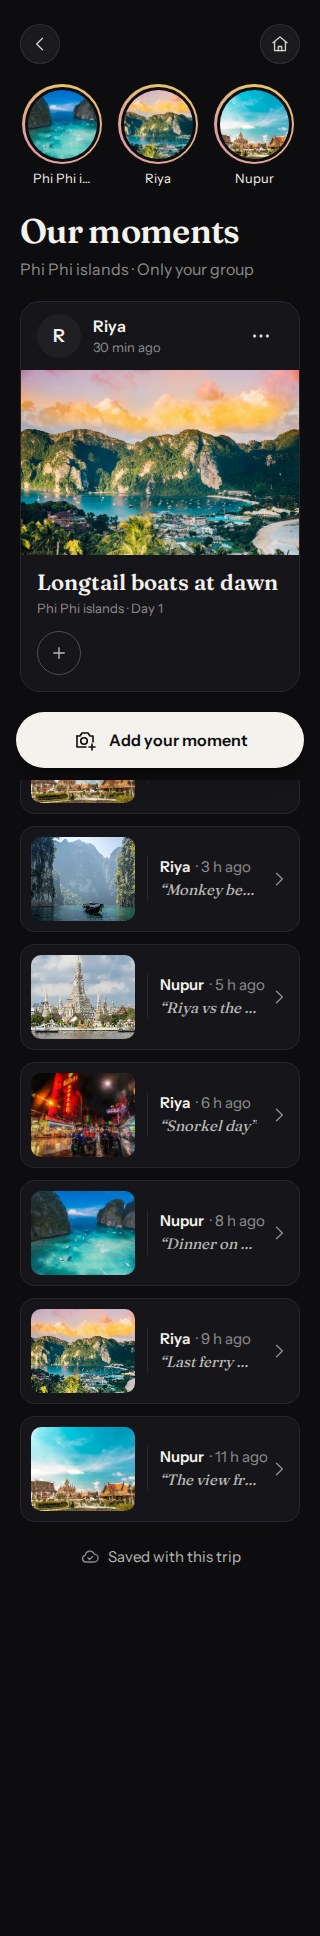 Phi Phi i...
Riya
Nupur
Our moments
Phi Phi islands · Only your group
R
Riya
30 min ago
Longtail boats at dawn
Phi Phi islands · Day 1
Add your moment
Riya · 3 h ago
“Monkey be...
Nupur · 5 h ago
“Riya vs the ...
Riya · 6 h ago
“Snorkel day”
Nupur · 8 h ago
“Dinner on ...
Riya · 9 h ago
“Last ferry ...
Nupur · 11 h ago
“The view fr...
Saved with this trip